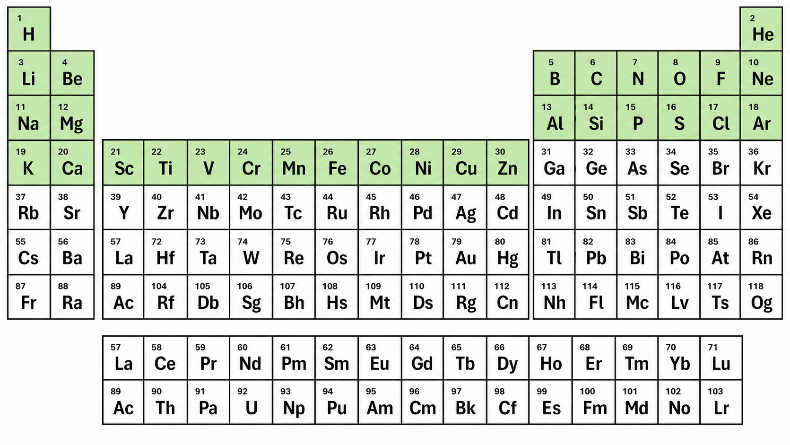 1 2
H He
3 4 5 6 7 8 9 10
Li Be B C N O F Ne
11 12 13 14 15 16 17 18
Na Mg Al Si P S Cl Ar
19 20 21 22 23 24 25 26 27 28 29 30 31 32 33 34 35 36
K Ca Sc Ti V Cr Mn Fe Co Ni Cu Zn Ga Ge As Se Br Kr
37 38 39 40 41 42 43 44 45 46 47 48 49 50 51 52 53 54
Rb Sr Y Zr Nb Mo Tc Ru Rh Pd Ag Cd In Sn Sb Te I Xe
55 56 57 72 73 74 75 76 77 78 79 80 81 82 83 84 85 86
Cs Ba La Hf Ta W Re Os Ir Pt Au Hg Tl Pb Bi Po At Rn
87 88 89 104 105 106 107 108 109 110 111 112 113 114 115 116 117 118
Fr Ra Ac Rf Db Sg Bh Hs Mt Ds Rg Cn Nh Fl Mc Lv Ts Og
57 58 59 60 61 62 63 64 65 66 67 68 69 70 71
La Ce Pr Nd Pm Sm Eu Gd Tb Dy Ho Er Tm Yb Lu
89 90 91 92 93 94 95 96 97 98 99 100 101 102 103
Ac Th Pa U Np Pu Am Cm Bk Cf Es Fm Md No Lr